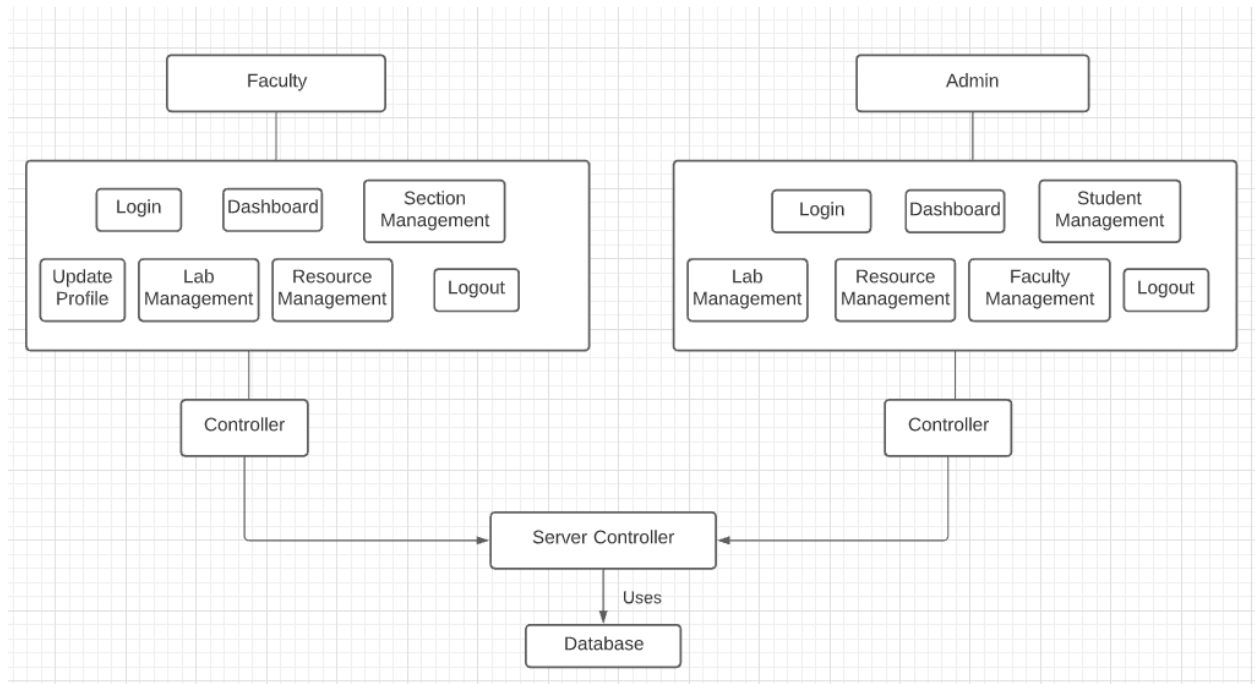 Faculty
Admin
Login
Dashboard
Section
Management
Update
Profile
Lab
Management
Resource
Management
Logout
Login
Dashboard
Student
Management
Lab
Management
Resource
Management
Faculty
Management
Logout
Controller
Controller
Server Controller
Uses
Database